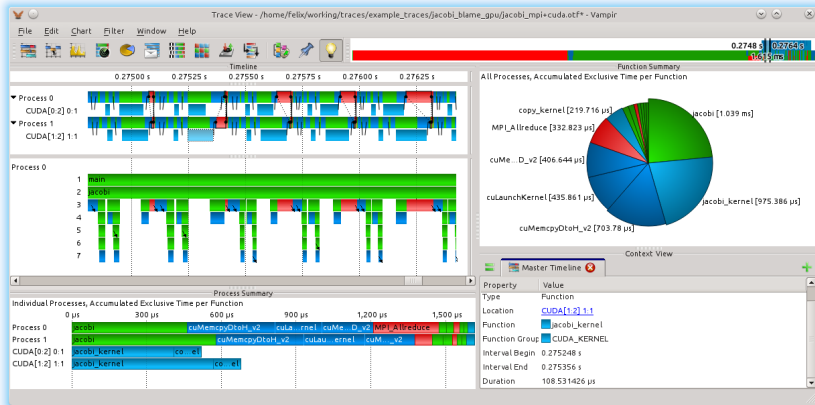 Trace View - /home/felix/working/traces/example_traces/jacobi_blame_gpu/jacobi_mpi+cuda.otf* - Vampir
File Edit Chart Filter Window Help
0.2748 s 0.2764 s
1.615 ms
Timeline
0.27500 s 0.27525 s 0.27550 s 0.27575 s 0.27600 s 0.27625 s
Process 0
CUDA[0:2] 0:1
Process 1
CUDA[1:2] 1:1
Process 0
1 main
2 jacobi
3
4
5
6
7
Process Summary
Individual Processes, Accumulated Exclusive Time per Function
0 µs 300 µs 600 µs 900 µs 1,200 µs 1,500 µs
Process 0 jacobi cuMemcpyDtoH_v2 cuLa...rnel cuMe...D_v2 MPI_Allreduce
Process 1 jacobi cuMemcpyDtoH_v2 cuLau...ernel cuM..._v2
CUDA[0:2] 0:1 jacobi_kernel co...el
CUDA[1:2] 1:1 jacobi_kernel co...el
Function Summary
All Processes, Accumulated Exclusive Time per Function
copy_kernel [219.716 µs]
jacobi [1.039 ms]
MPI_Allreduce [332.823 µs]
cuMe...D_v2 [406.644 µs]
cuLaunchKernel [435.861 µs]
jacobi_kernel [975.386 µs]
cuMemcpyDtoH_v2 [703.78 µs]
Context View
Master Timeline
Property Value
Type Function
Location CUDA[1:2] 1:1
Function jacobi_kernel
Function Group CUDA_KERNEL
Interval Begin 0.275248 s
Interval End 0.275356 s
Duration 108.531426 µs